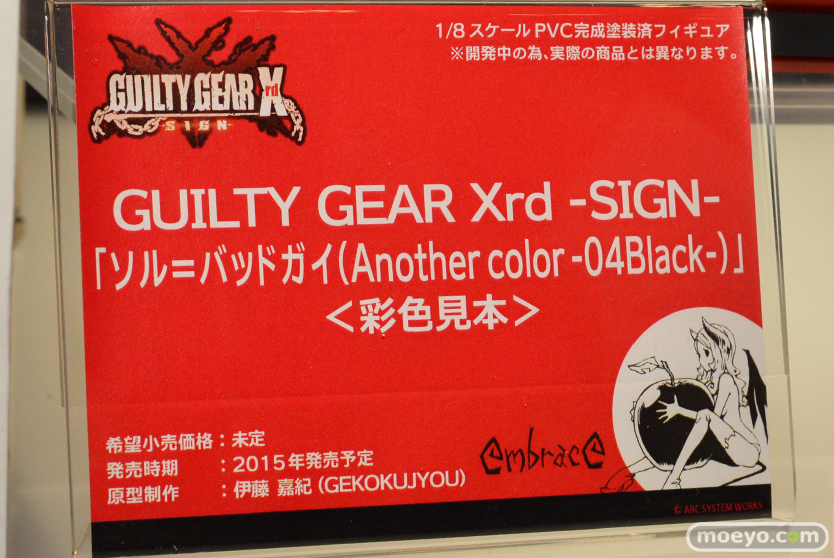 1/8スケールPVC完成塗装済フィギュア
※開発中の為、実際の商品とは異なります。
GUILTY GEAR Xrd
-SIGN-
GUILTY GEAR Xrd -SIGN-
「ソル=バッドガイ(Another color -04Black-)」
<彩色見本>
希望小売価格：未定
発売時期　：2015年発売予定
原型制作　：伊藤 嘉紀(GEKOKUJYOU)
embrace
© ARC SYSTEM WORKS
moeyo.com